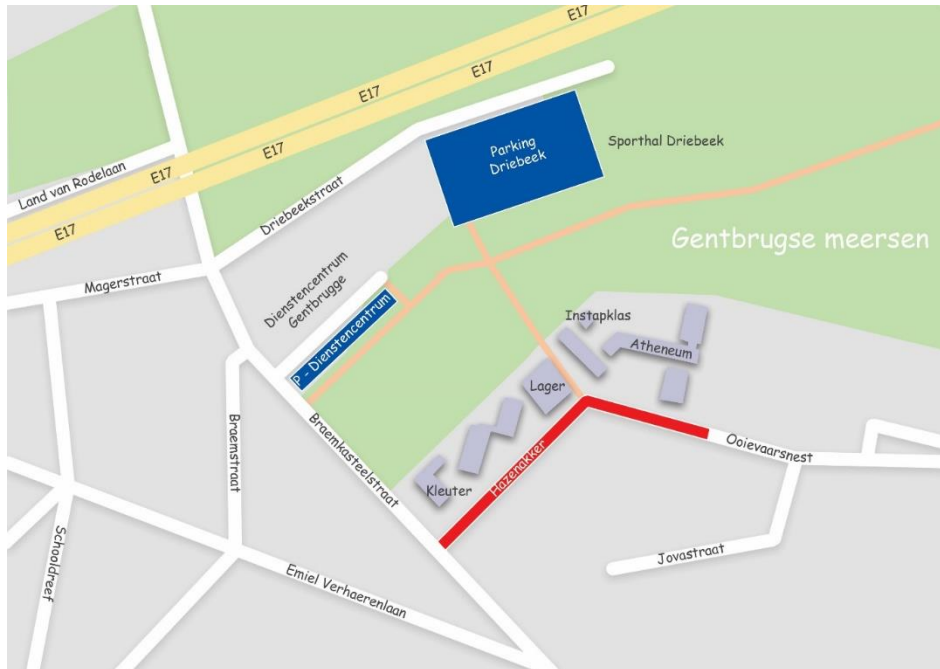 E17
E17
E17
E17
E17
E17
Land van Rodelaan
Magerstraat
Driebeekstraat
Parking
Driebeek
Sporthal Driebeek
Gentbrugse meersen
Dienstencentrum
Gentbrugge
P - Dienstencentrum
Instapklas
Atheneum
Lager
Kleuter
Hazenakker
Ooievaarsnest
Braemstraat
Braemkasteelstraat
Schooldreef
Emiel Verhaerenlaan
Jovastraat